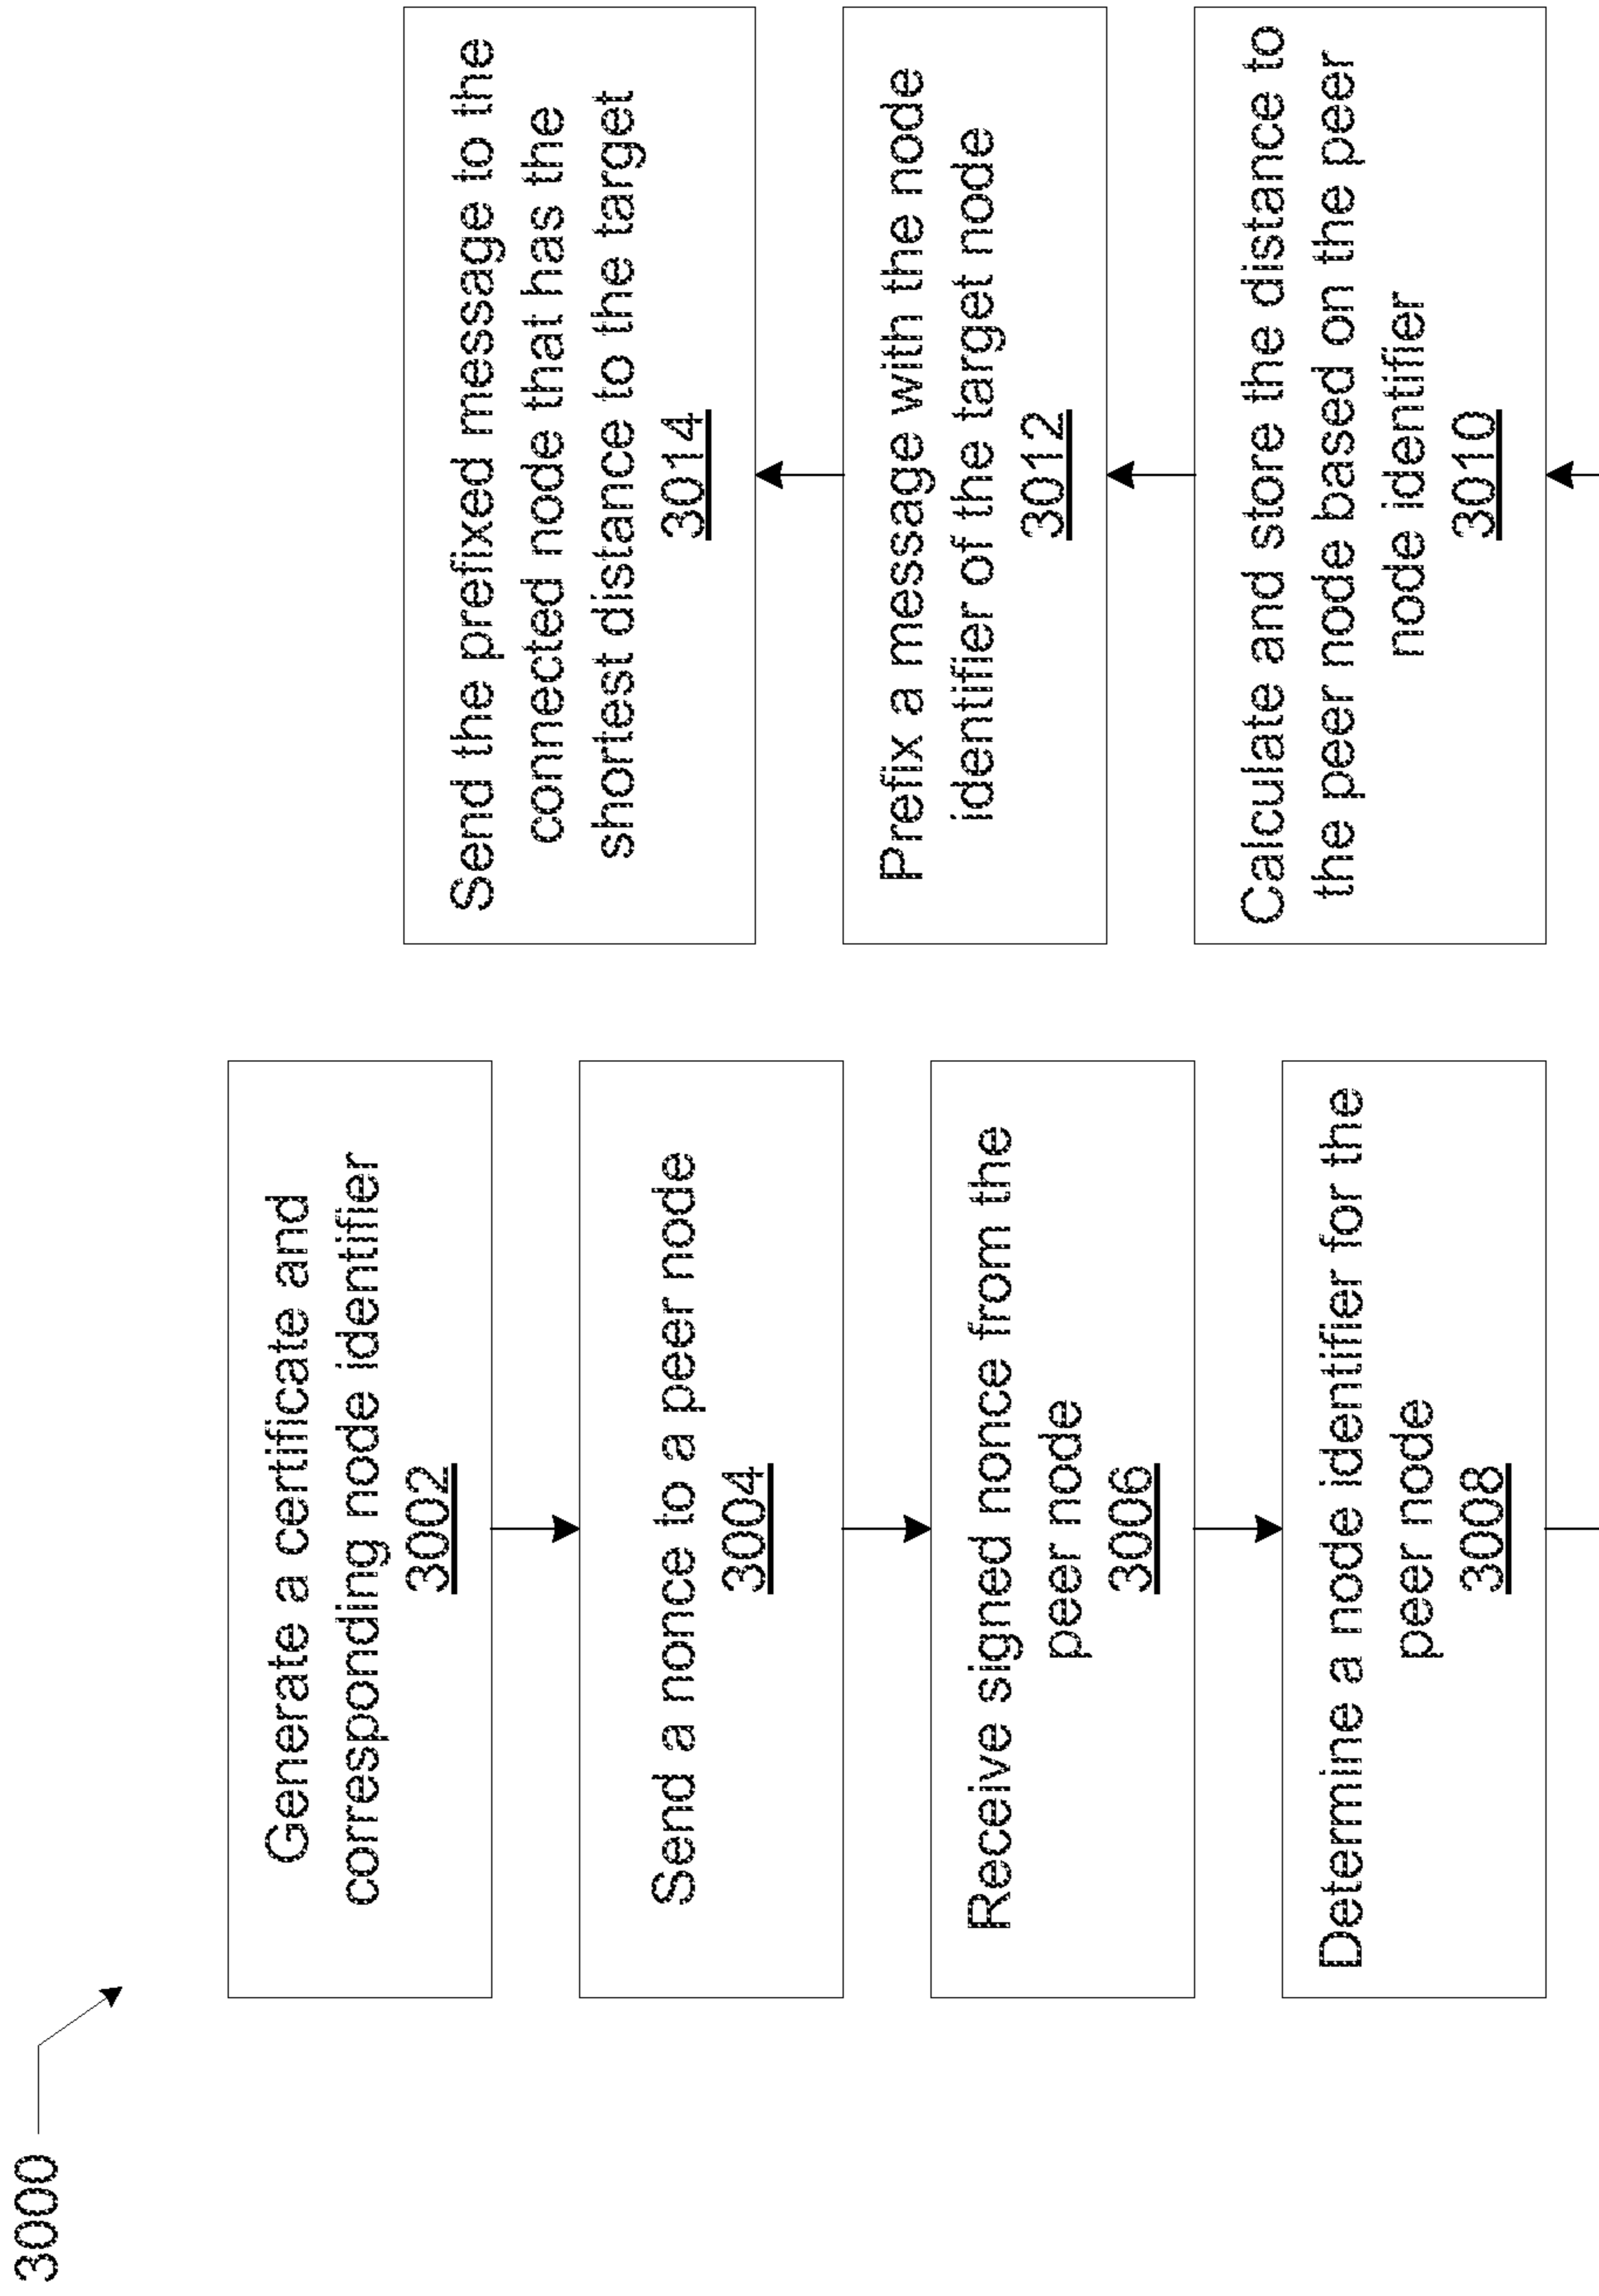 3000
Generate a certificate and
corresponding node identifier
3002
Send a nonce to a peer node
3004
Receive signed nonce from the
peer node
3006
Determine a node identifier for the
peer node
3008
Calculate and store the distance to
the peer node based on the peer
node identifier
3010
Prefix a message with the node
identifier of the target node
3012
Send the prefixed message to the
connected node that has the
shortest distance to the target
3014